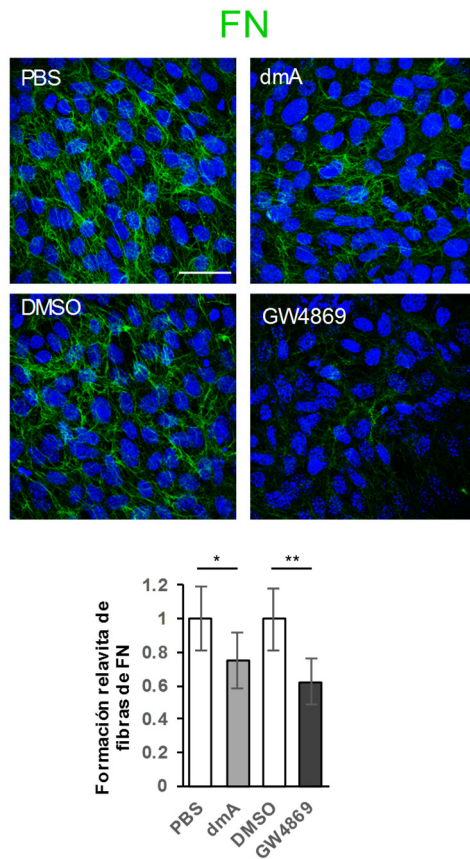 FN
PBS
dmA
DMSO
GW4869
*
**
1.2
1
0.8
0.6
0.4
0.2
0
Formación relavita de
fibras de FN
PBS
dmA
DMSO
GW4869